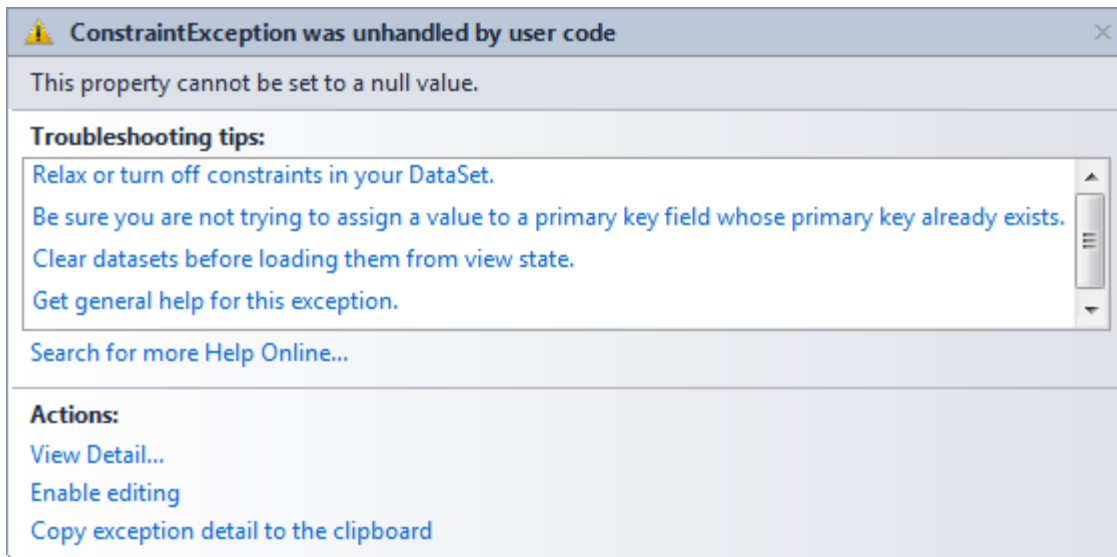 ConstraintException was unhandled by user code
This property cannot be set to a null value.
Troubleshooting tips:
Relax or turn off constraints in your DataSet.
Be sure you are not trying to assign a value to a primary key field whose primary key already exists.
Clear datasets before loading them from view state.
Get general help for this exception.
Search for more Help Online...
Actions:
View Detail...
Enable editing
Copy exception detail to the clipboard